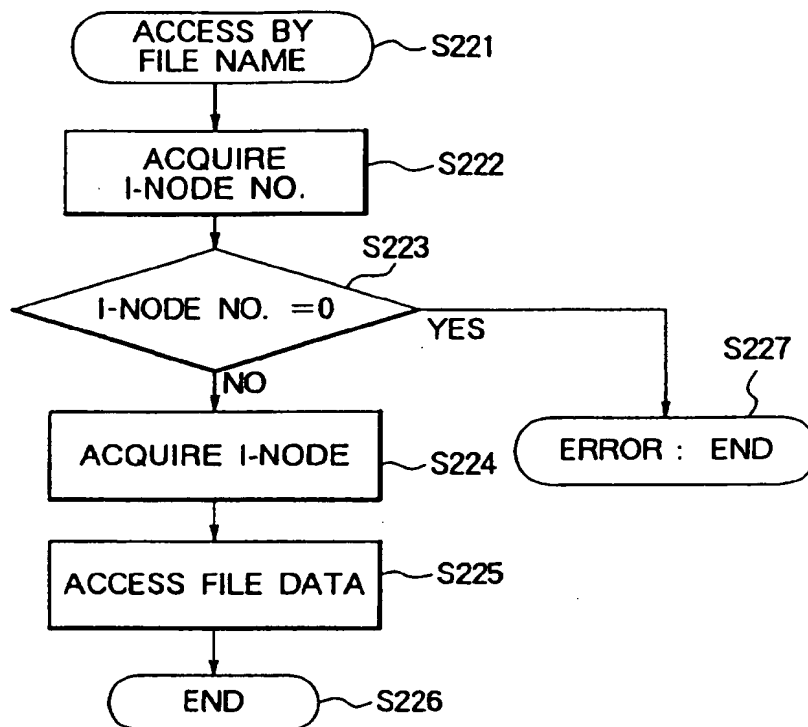 ACCESS BY
FILE NAME
S221
ACQUIRE
I-NODE NO.
S222
S223
I-NODE NO. =0
YES
NO
S227
ERROR : END
ACQUIRE I-NODE
S224
ACCESS FILE DATA
S225
END
S226